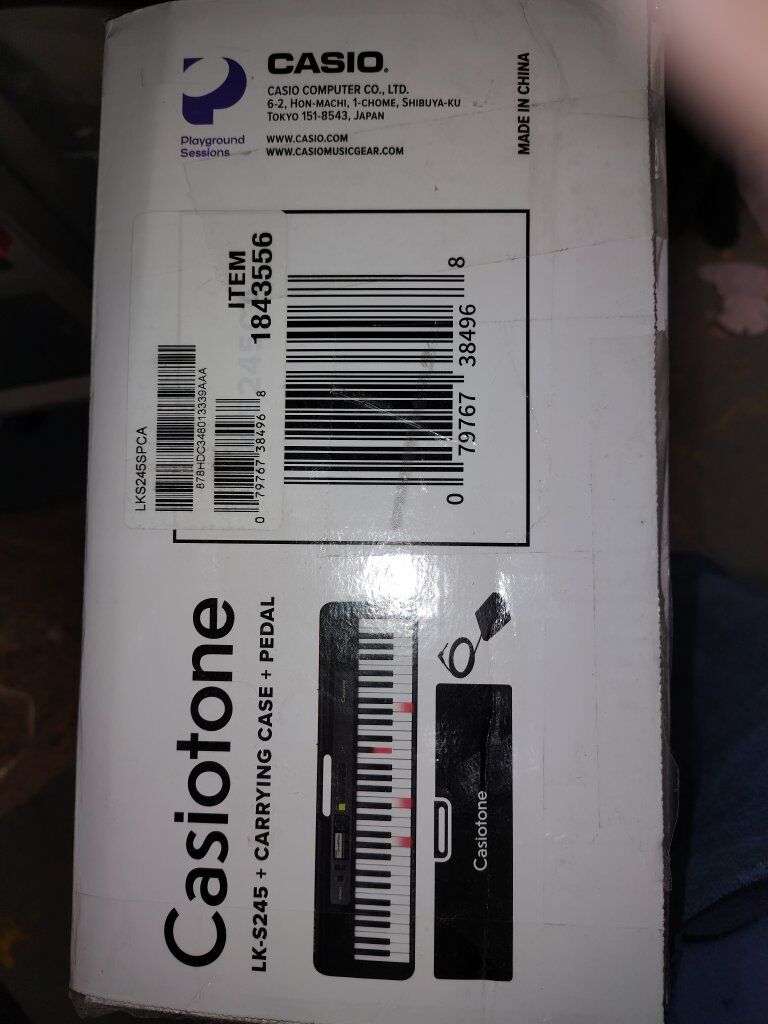 Playground
Sessions
CASIO.
CASIO COMPUTER CO., LTD.
6-2, HON-MACHI, 1-CHOME, SHIBUYA-KU
TOKYO 151-8543, JAPAN
WWW.CASIO.COM
WWW.CASIOMUSICGEAR.COM
MADE IN CHINA
LKS245SPCA
878HDC348013339AAA
0 79767 38496 8
ITEM
1843556
0 79767 38496 8
Casiotone
LK-S245 + CARRYING CASE + PEDAL
Casiotone
Casiotone